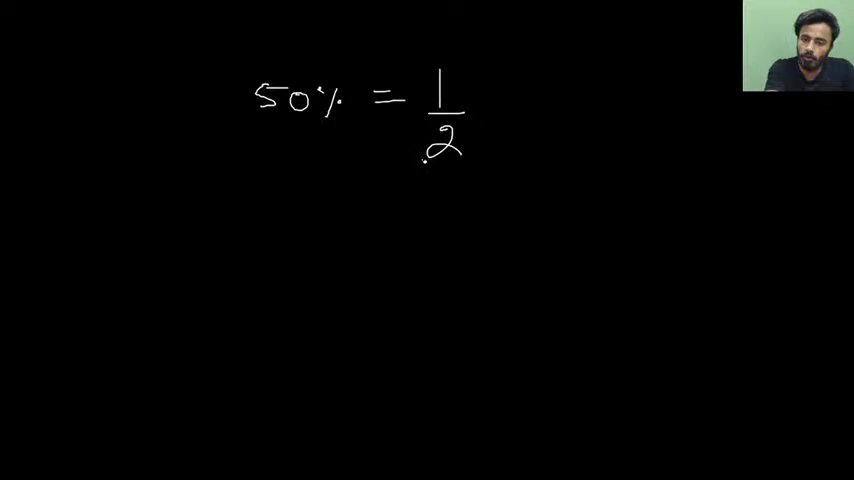 50% = 1/2